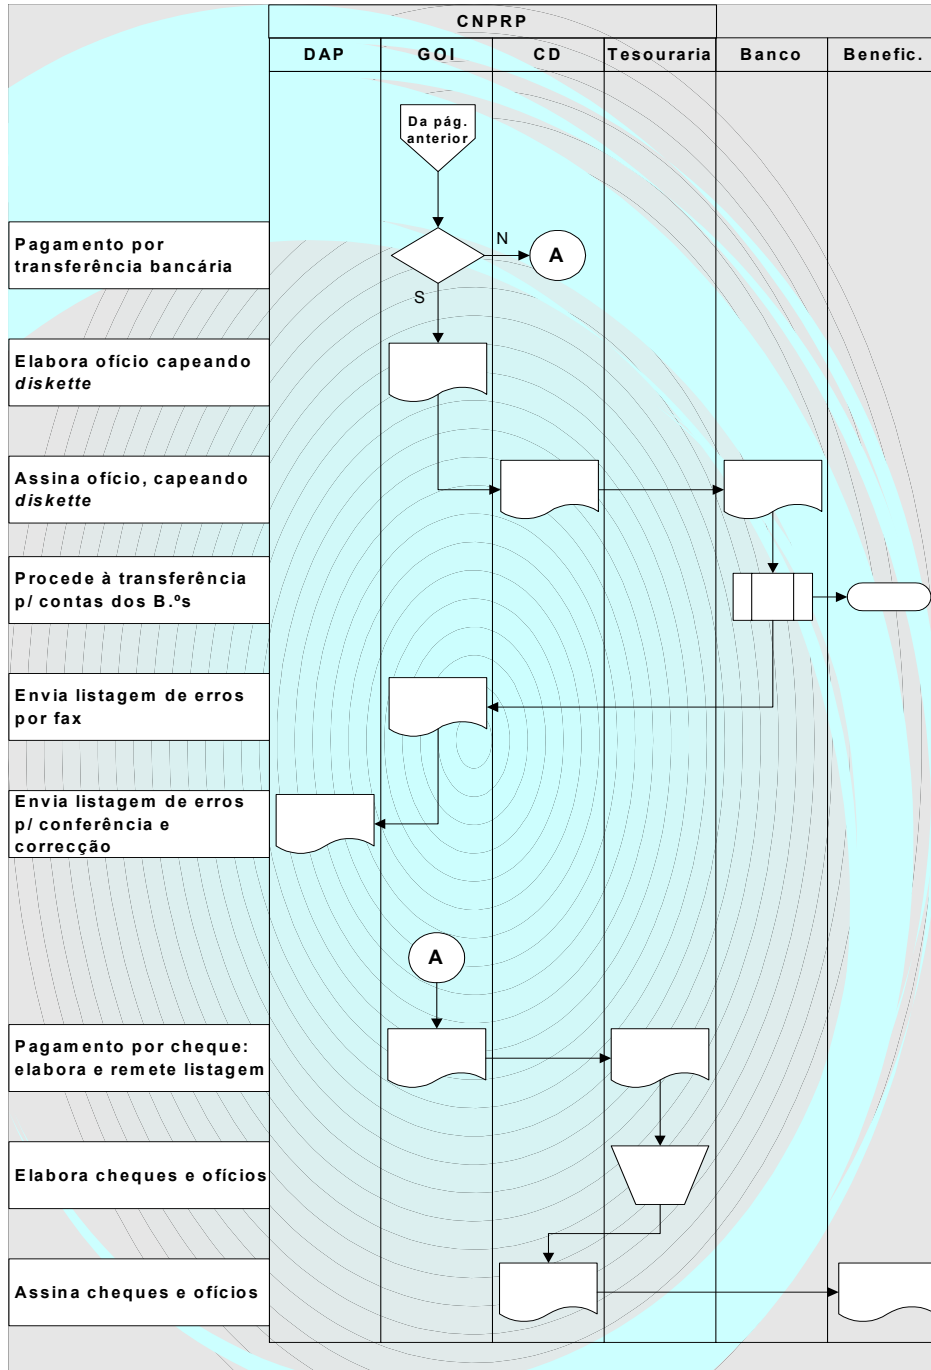 CNPRP
DAP GOI CD Tesouraria Banco Benefic.
Da pág.
anterior
Pagamento por
transferência bancária
N
A
S
Elabora ofício capeando
diskette
Assina ofício, capeando
diskette
Procede à transferência
p/ contas dos B.ºs
Envia listagem de erros
por fax
Envia listagem de erros
p/ conferência e
correcção
A
Pagamento por cheque:
elabora e remete listagem
Elabora cheques e ofícios
Assina cheques e ofícios